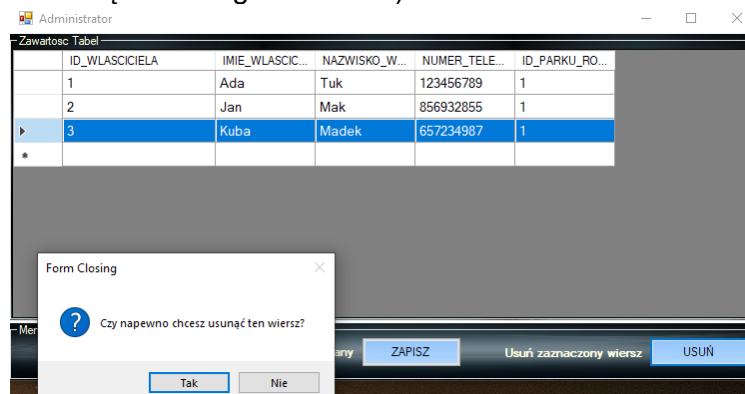 Administrator
Zawartosc Tabel
ID_WLASCICIELA IMIE_WLASCIC... NAZWISKO_W... NUMER_TELE... ID_PARKU_RO...
1 Ada Tuk 123456789 1
2 Jan Mak 856932855 1
3 Kuba Madek 657234987 1
Form Closing
Czy napewno chcesz usunąć ten wiersz?
Tak Nie
ZAPISZ Usuń zaznaczony wiersz USUŃ